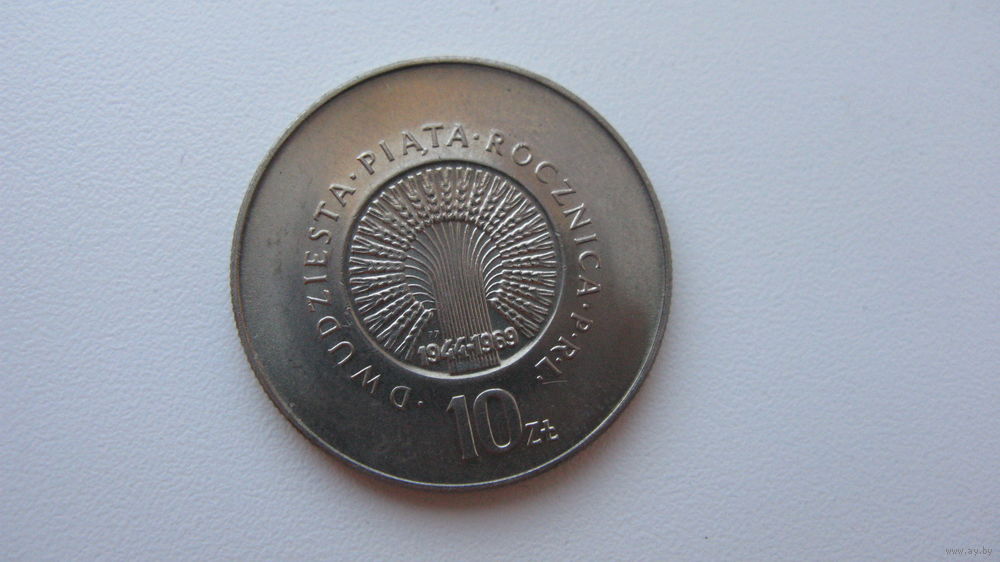 · DWUDZIESTA · PIĄTA · ROCZNICA · P · R · L ·
1944-1969
10 ZŁ
www.ay.by